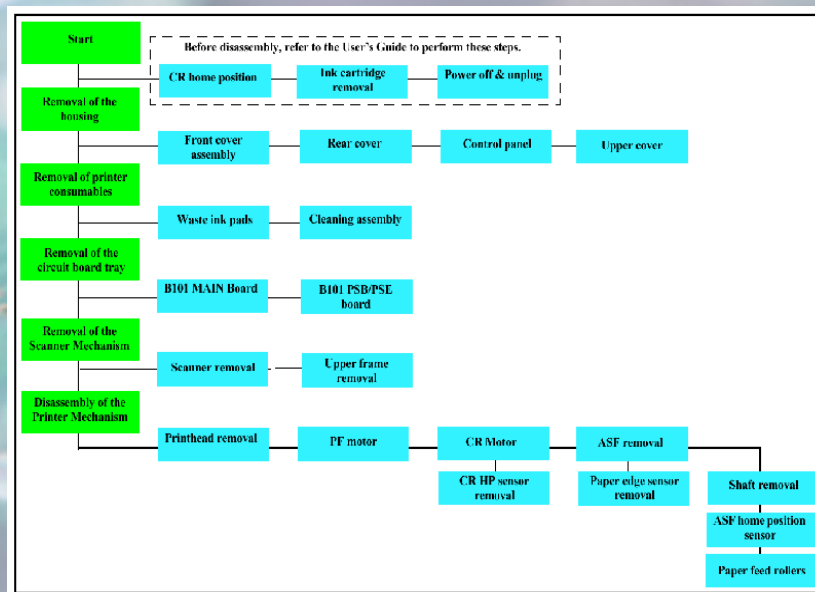 Start
Before disassembly, refer to the User's Guide to perform these steps.
CR home position
Ink cartridge
removal
Power off & unplug
Removal of the
housing
Front cover
assembly
Rear cover
Control panel
Upper cover
Removal of printer
consumables
Waste ink pads
Cleaning assembly
Removal of the
circuit board tray
B101 MAIN Board
B101 PSB/PSE
board
Removal of the
Scanner Mechanism
Scanner removal
Upper frame
removal
Disassembly of the
Printer Mechanism
Printhead removal
PF motor
CR Motor
ASF removal
CR HP sensor
removal
Paper edge sensor
removal
Shaft removal
ASF home position
sensor
Paper feed rollers